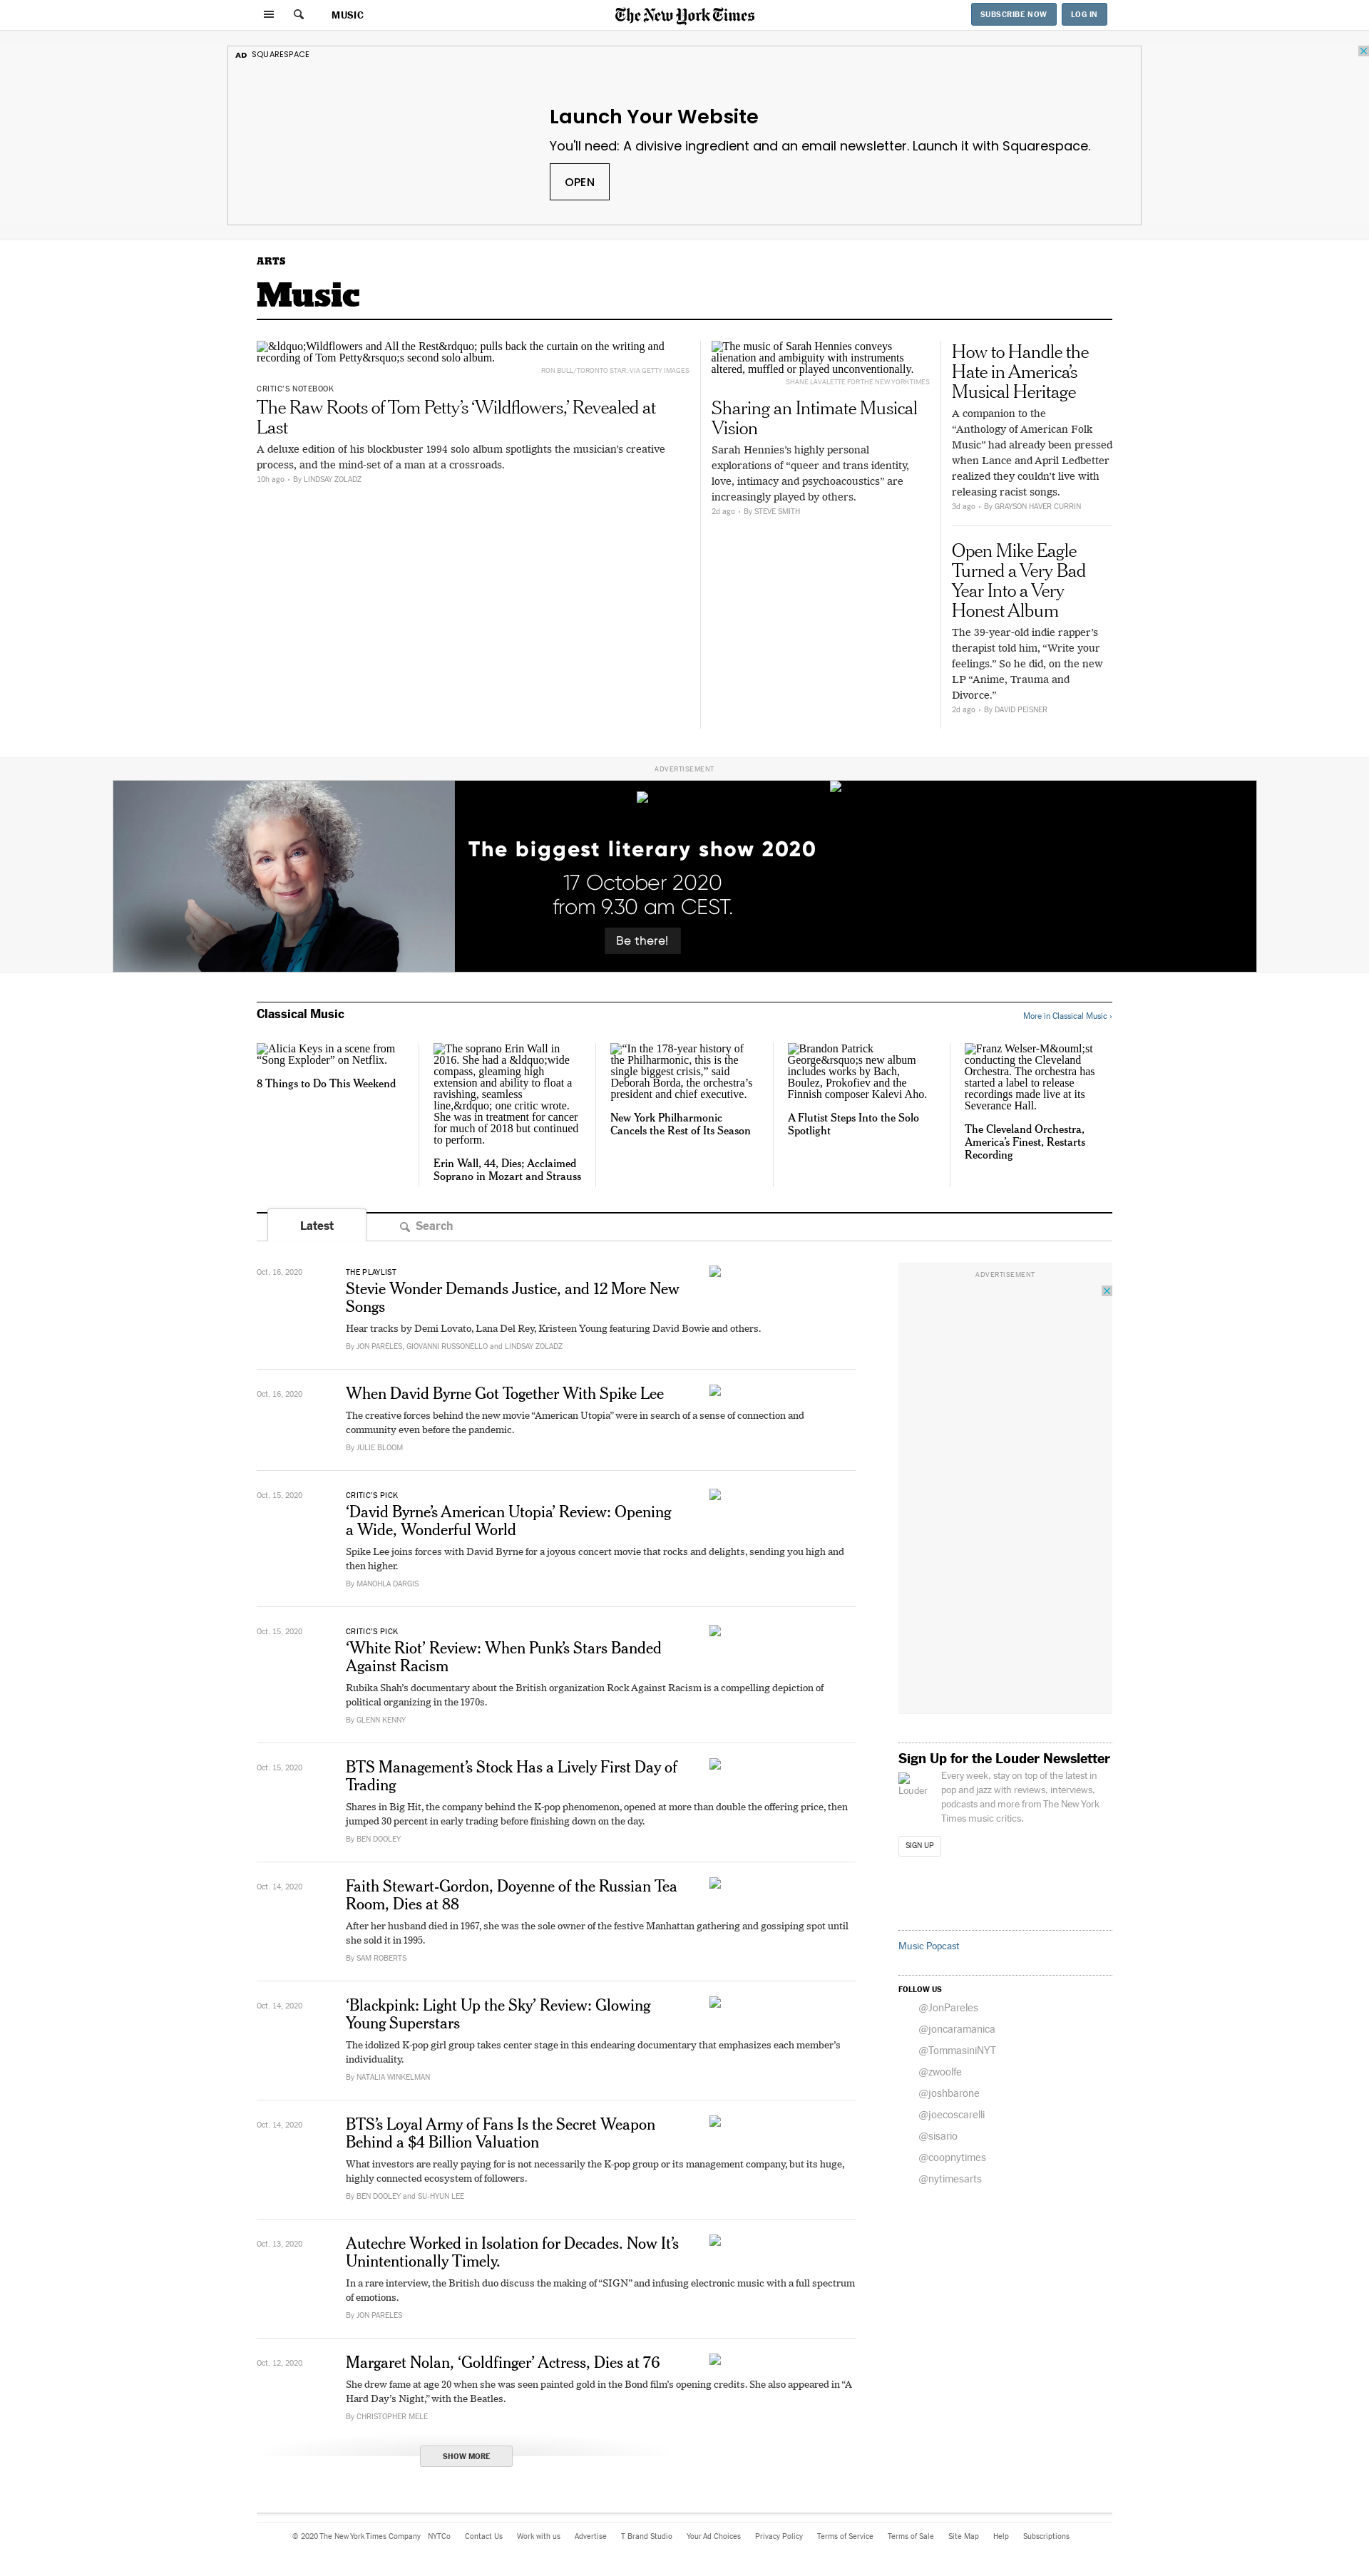 MUSIC
The New York Times
SUBSCRIBE NOW
LOG IN
AD SQUARESPACE
Launch Your Website
You'll need: A divisive ingredient and an email newsletter. Launch it with Squarespace.
OPEN
ARTS
Music
&ldquo;Wildflowers and All the Rest&rdquo; pulls back the curtain on the writing and
recording of Tom Petty&rsquo;s second solo album.
RON BULL/TORONTO STAR, VIA GETTY IMAGES
CRITIC'S NOTEBOOK
The Raw Roots of Tom Petty’s ‘Wildflowers,’ Revealed at
Last
A deluxe edition of his blockbuster 1994 solo album spotlights the musician’s creative
process, and the mind-set of a man at a crossroads.
10h ago • By LINDSAY ZOLADZ
The music of Sarah Hennies conveys
alienation and ambiguity with instruments
altered, muffled or played unconventionally.
SHANE LAVALETTE FOR THE NEW YORK TIMES
Sharing an Intimate Musical
Vision
Sarah Hennies’s highly personal
explorations of “queer and trans identity,
love, intimacy and psychoacoustics” are
increasingly played by others.
2d ago • By STEVE SMITH
How to Handle the
Hate in America’s
Musical Heritage
A companion to the
“Anthology of American Folk
Music” had already been pressed
when Lance and April Ledbetter
realized they couldn’t live with
releasing racist songs.
3d ago • By GRAYSON HAVER CURRIN
Open Mike Eagle
Turned a Very Bad
Year Into a Very
Honest Album
The 39-year-old indie rapper’s
therapist told him, “Write your
feelings.” So he did, on the new
LP “Anime, Trauma and
Divorce.”
2d ago • By DAVID PEISNER
ADVERTISEMENT
The biggest literary show 2020
17 October 2020
from 9.30 am CEST.
Be there!
Classical Music
More in Classical Music ›
Alicia Keys in a scene from
“Song Exploder” on Netflix.
8 Things to Do This Weekend
The soprano Erin Wall in
2016. She had a &ldquo;wide
compass, gleaming high
extension and ability to float a
ravishing, seamless
line,&rdquo; one critic wrote.
She was in treatment for cancer
for much of 2018 but continued
to perform.
Erin Wall, 44, Dies; Acclaimed
Soprano in Mozart and Strauss
“In the 178-year history of
the Philharmonic, this is the
single biggest crisis,” said
Deborah Borda, the orchestra’s
president and chief executive.
New York Philharmonic
Cancels the Rest of Its Season
Brandon Patrick
George&rsquo;s new album
includes works by Bach,
Boulez, Prokofiev and the
Finnish composer Kalevi Aho.
A Flutist Steps Into the Solo
Spotlight
Franz Welser-M&ouml;st
conducting the Cleveland
Orchestra. The orchestra has
started a label to release
recordings made live at its
Severance Hall.
The Cleveland Orchestra,
America’s Finest, Restarts
Recording
Latest
Search
Oct. 16, 2020
THE PLAYLIST
Stevie Wonder Demands Justice, and 12 More New
Songs
Hear tracks by Demi Lovato, Lana Del Rey, Kristeen Young featuring David Bowie and others.
By JON PARELES, GIOVANNI RUSSONELLO and LINDSAY ZOLADZ
Oct. 16, 2020
When David Byrne Got Together With Spike Lee
The creative forces behind the new movie “American Utopia” were in search of a sense of connection and
community even before the pandemic.
By JULIE BLOOM
Oct. 15, 2020
CRITIC'S PICK
‘David Byrne’s American Utopia’ Review: Opening
a Wide, Wonderful World
Spike Lee joins forces with David Byrne for a joyous concert movie that rocks and delights, sending you high and
then higher.
By MANOHLA DARGIS
Oct. 15, 2020
CRITIC'S PICK
‘White Riot’ Review: When Punk’s Stars Banded
Against Racism
Rubika Shah’s documentary about the British organization Rock Against Racism is a compelling depiction of
political organizing in the 1970s.
By GLENN KENNY
Oct. 15, 2020
BTS Management’s Stock Has a Lively First Day of
Trading
Shares in Big Hit, the company behind the K-pop phenomenon, opened at more than double the offering price, then
jumped 30 percent in early trading before finishing down on the day.
By BEN DOOLEY
Oct. 14, 2020
Faith Stewart-Gordon, Doyenne of the Russian Tea
Room, Dies at 88
After her husband died in 1967, she was the sole owner of the festive Manhattan gathering and gossiping spot until
she sold it in 1995.
By SAM ROBERTS
Oct. 14, 2020
‘Blackpink: Light Up the Sky’ Review: Glowing
Young Superstars
The idolized K-pop girl group takes center stage in this endearing documentary that emphasizes each member’s
individuality.
By NATALIA WINKELMAN
Oct. 14, 2020
BTS’s Loyal Army of Fans Is the Secret Weapon
Behind a $4 Billion Valuation
What investors are really paying for is not necessarily the K-pop group or its management company, but its huge,
highly connected ecosystem of followers.
By BEN DOOLEY and SU-HYUN LEE
Oct. 13, 2020
Autechre Worked in Isolation for Decades. Now It’s
Unintentionally Timely.
In a rare interview, the British duo discuss the making of “SIGN” and infusing electronic music with a full spectrum
of emotions.
By JON PARELES
Oct. 12, 2020
Margaret Nolan, ‘Goldfinger’ Actress, Dies at 76
She drew fame at age 20 when she was seen painted gold in the Bond film’s opening credits. She also appeared in “A
Hard Day’s Night,” with the Beatles.
By CHRISTOPHER MELE
SHOW MORE
ADVERTISEMENT
Sign Up for the Louder Newsletter
Louder
Every week, stay on top of the latest in
pop and jazz with reviews, interviews,
podcasts and more from The New York
Times music critics.
SIGN UP
Music Popcast
FOLLOW US
@JonPareles
@joncaramanica
@TommasiniNYT
@zwoolfe
@joshbarone
@joecoscarelli
@sisario
@coopnytimes
@nytimesarts
© 2020 The New York Times Company NYTCo Contact Us Work with us Advertise T Brand Studio Your Ad Choices Privacy Policy Terms of Service Terms of Sale Site Map Help Subscriptions